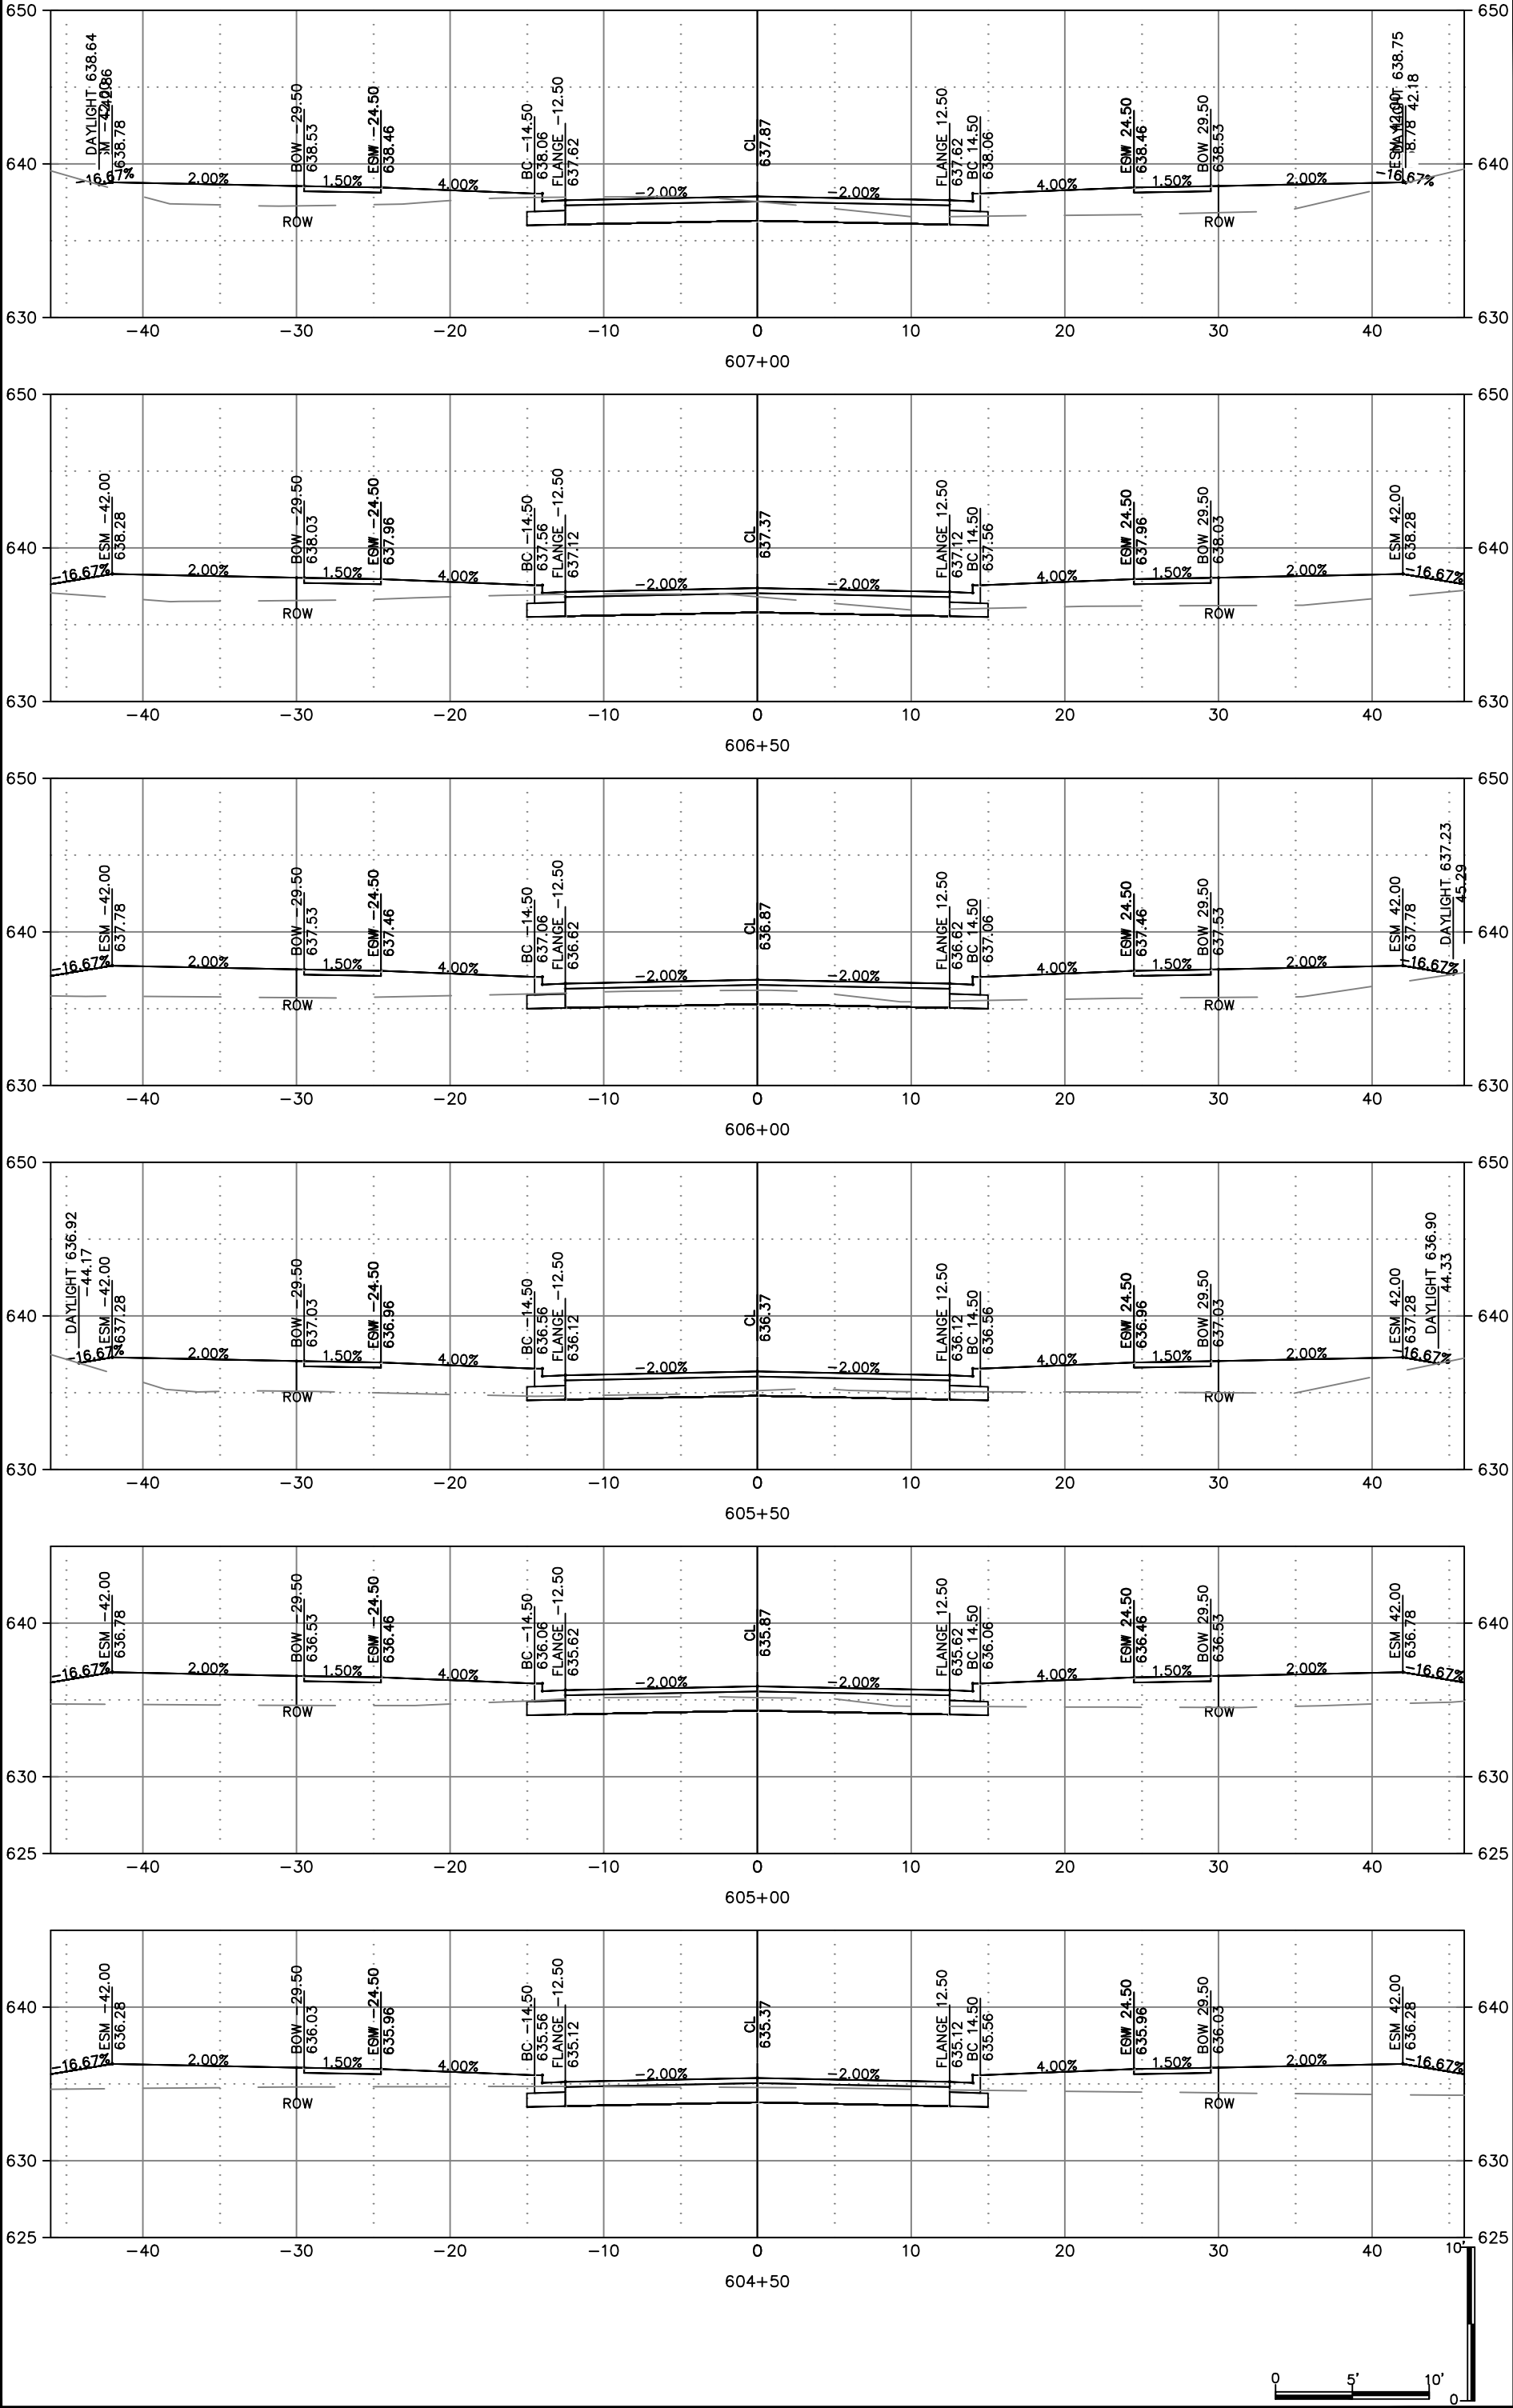 650 650
DAYLIGHT 638.64
638.78
BOW -29.50
638.53
-24.50
638.46
BC -14.50
638.06
FLANGE -12.50
637.62
CL
637.87
FLANGE 12.50
637.62
BC 14.50
638.06
24.50
638.46
BOW 29.50
638.53
638.75
42.18
640 640
-16.67% 2.00% 1.50% 4.00% -2.00% -2.00% 4.00% 1.50% 2.00% -16.67%
ROW ROW
630 630
-40 -30 -20 -10 0 10 20 30 40
607+00
650 650
ESM -42.00
638.28
BOW -29.50
638.03
-24.50
637.96
BC -14.50
637.56
FLANGE -12.50
637.12
CL
637.37
FLANGE 12.50
637.12
BC 14.50
637.56
24.50
637.96
BOW 29.50
638.03
ESM 42.00
638.28
640 640
-16.67% 2.00% 1.50% 4.00% -2.00% -2.00% 4.00% 1.50% 2.00% -16.67%
ROW ROW
630 630
-40 -30 -20 -10 0 10 20 30 40
606+50
650 650
ESM -42.00
637.78
BOW -29.50
637.53
-24.50
637.46
BC -14.50
637.06
FLANGE -12.50
636.62
CL
636.87
FLANGE 12.50
636.62
BC 14.50
637.06
24.50
637.46
BOW 29.50
637.53
ESM 42.00
637.78
DAYLIGHT 637.23
45.29
640 640
-16.67% 2.00% 1.50% 4.00% -2.00% -2.00% 4.00% 1.50% 2.00% -16.67%
ROW ROW
630 630
-40 -30 -20 -10 0 10 20 30 40
606+00
650 650
DAYLIGHT 636.92
-44.17
ESM -42.00
637.28
BOW -29.50
637.03
-24.50
636.96
BC -14.50
636.56
FLANGE -12.50
636.12
CL
636.37
FLANGE 12.50
636.12
BC 14.50
636.56
24.50
636.96
BOW 29.50
637.03
ESM 42.00
637.28
DAYLIGHT 636.90
44.33
640 640
-16.67% 2.00% 1.50% 4.00% -2.00% -2.00% 4.00% 1.50% 2.00% 16.67%
ROW ROW
630 630
-40 -30 -20 -10 0 10 20 30 40
605+50
ESM -42.00
636.78
BOW -29.50
636.53
-24.50
636.46
BC -14.50
636.06
FLANGE -12.50
635.62
CL
635.87
FLANGE 12.50
635.62
BC 14.50
636.06
24.50
636.46
BOW 29.50
636.53
ESM 42.00
636.78
640 640
-16.67% 2.00% 1.50% 4.00% -2.00% -2.00% 4.00% 1.50% 2.00% -16.67%
ROW ROW
630 630
625 625
-40 -30 -20 -10 0 10 20 30 40
605+00
ESM -42.00
636.28
BOW -29.50
636.03
-24.50
635.96
BC -14.50
635.56
FLANGE -12.50
635.12
CL
635.37
FLANGE 12.50
635.12
BC 14.50
635.56
24.50
635.96
BOW 29.50
636.03
ESM 42.00
636.28
640 640
-16.67% 2.00% 1.50% 4.00% -2.00% -2.00% 4.00% 1.50% 2.00% -16.67%
ROW ROW
630 630
625 625
-40 -30 -20 -10 0 10 20 30 40
604+50
10'
0 5' 10'
0